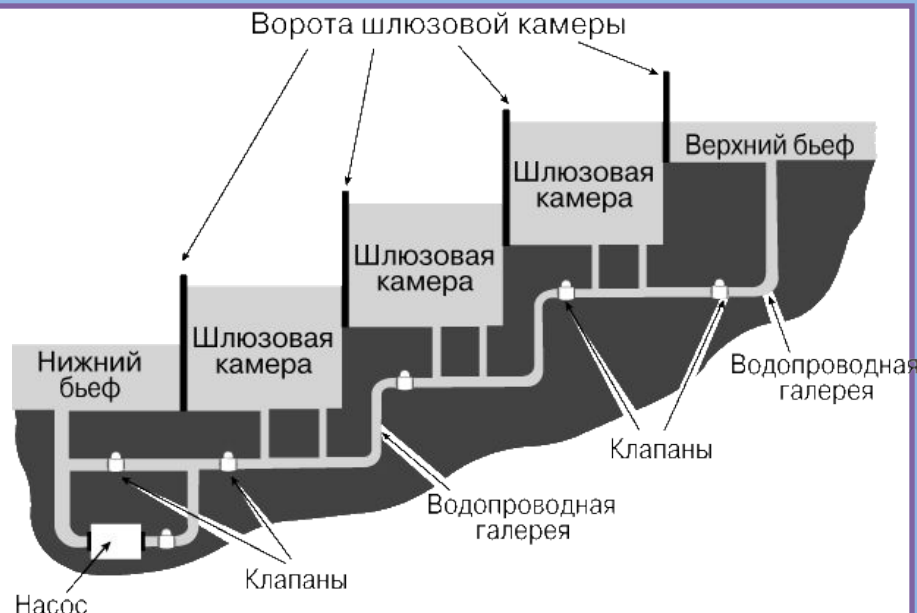 Ворота шлюзовой камеры
Верхний бьеф
Шлюзовая
камера
Шлюзовая
камера
Шлюзовая
камера
Нижний
бьеф
Водопроводная
галерея
Клапаны
Водопроводная
галерея
Клапаны
Насос